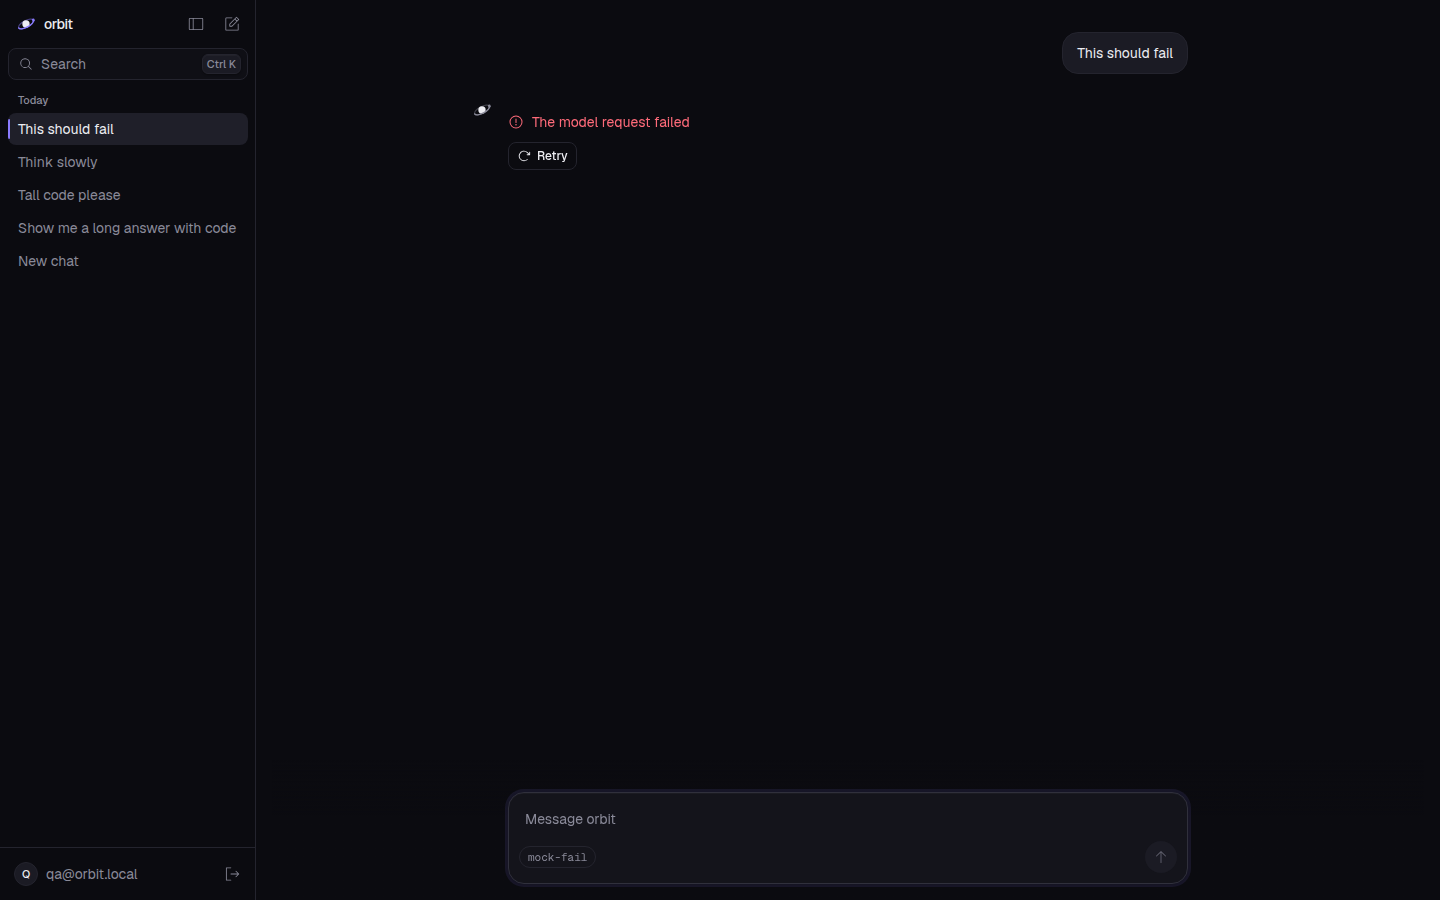 orbit
Search
Ctrl K
Today
This should fail
Think slowly
Tall code please
Show me a long answer with code
New chat
Q
qa@orbit.local
This should fail
The model request failed
Retry
Message orbit
mock-fail